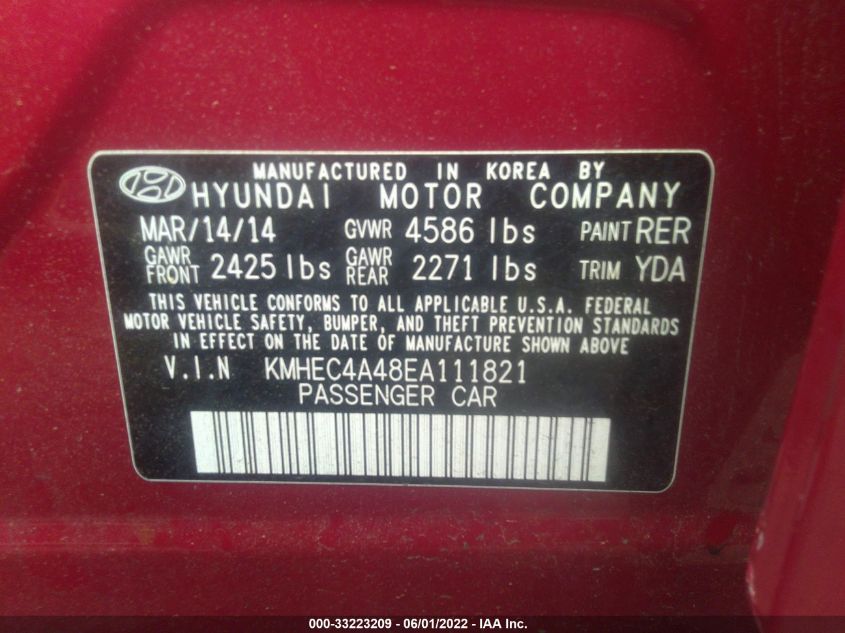 MANUFACTURED IN KOREA BY
HYUNDAI MOTOR COMPANY
MAR/14/14 GVWR 4586 lbs PAINT RER
GAWR FRONT 2425 lbs GAWR REAR 2271 lbs TRIM YDA
THIS VEHICLE CONFORMS TO ALL APPLICABLE U.S.A. FEDERAL
MOTOR VEHICLE SAFETY, BUMPER, AND THEFT PREVENTION STANDARDS
IN EFFECT ON THE DATE OF MANUFACTURE SHOWN ABOVE
V.I.N KMHEC4A48EA111821
PASSENGER CAR
000-33223209 - 06/01/2022 - IAA Inc.